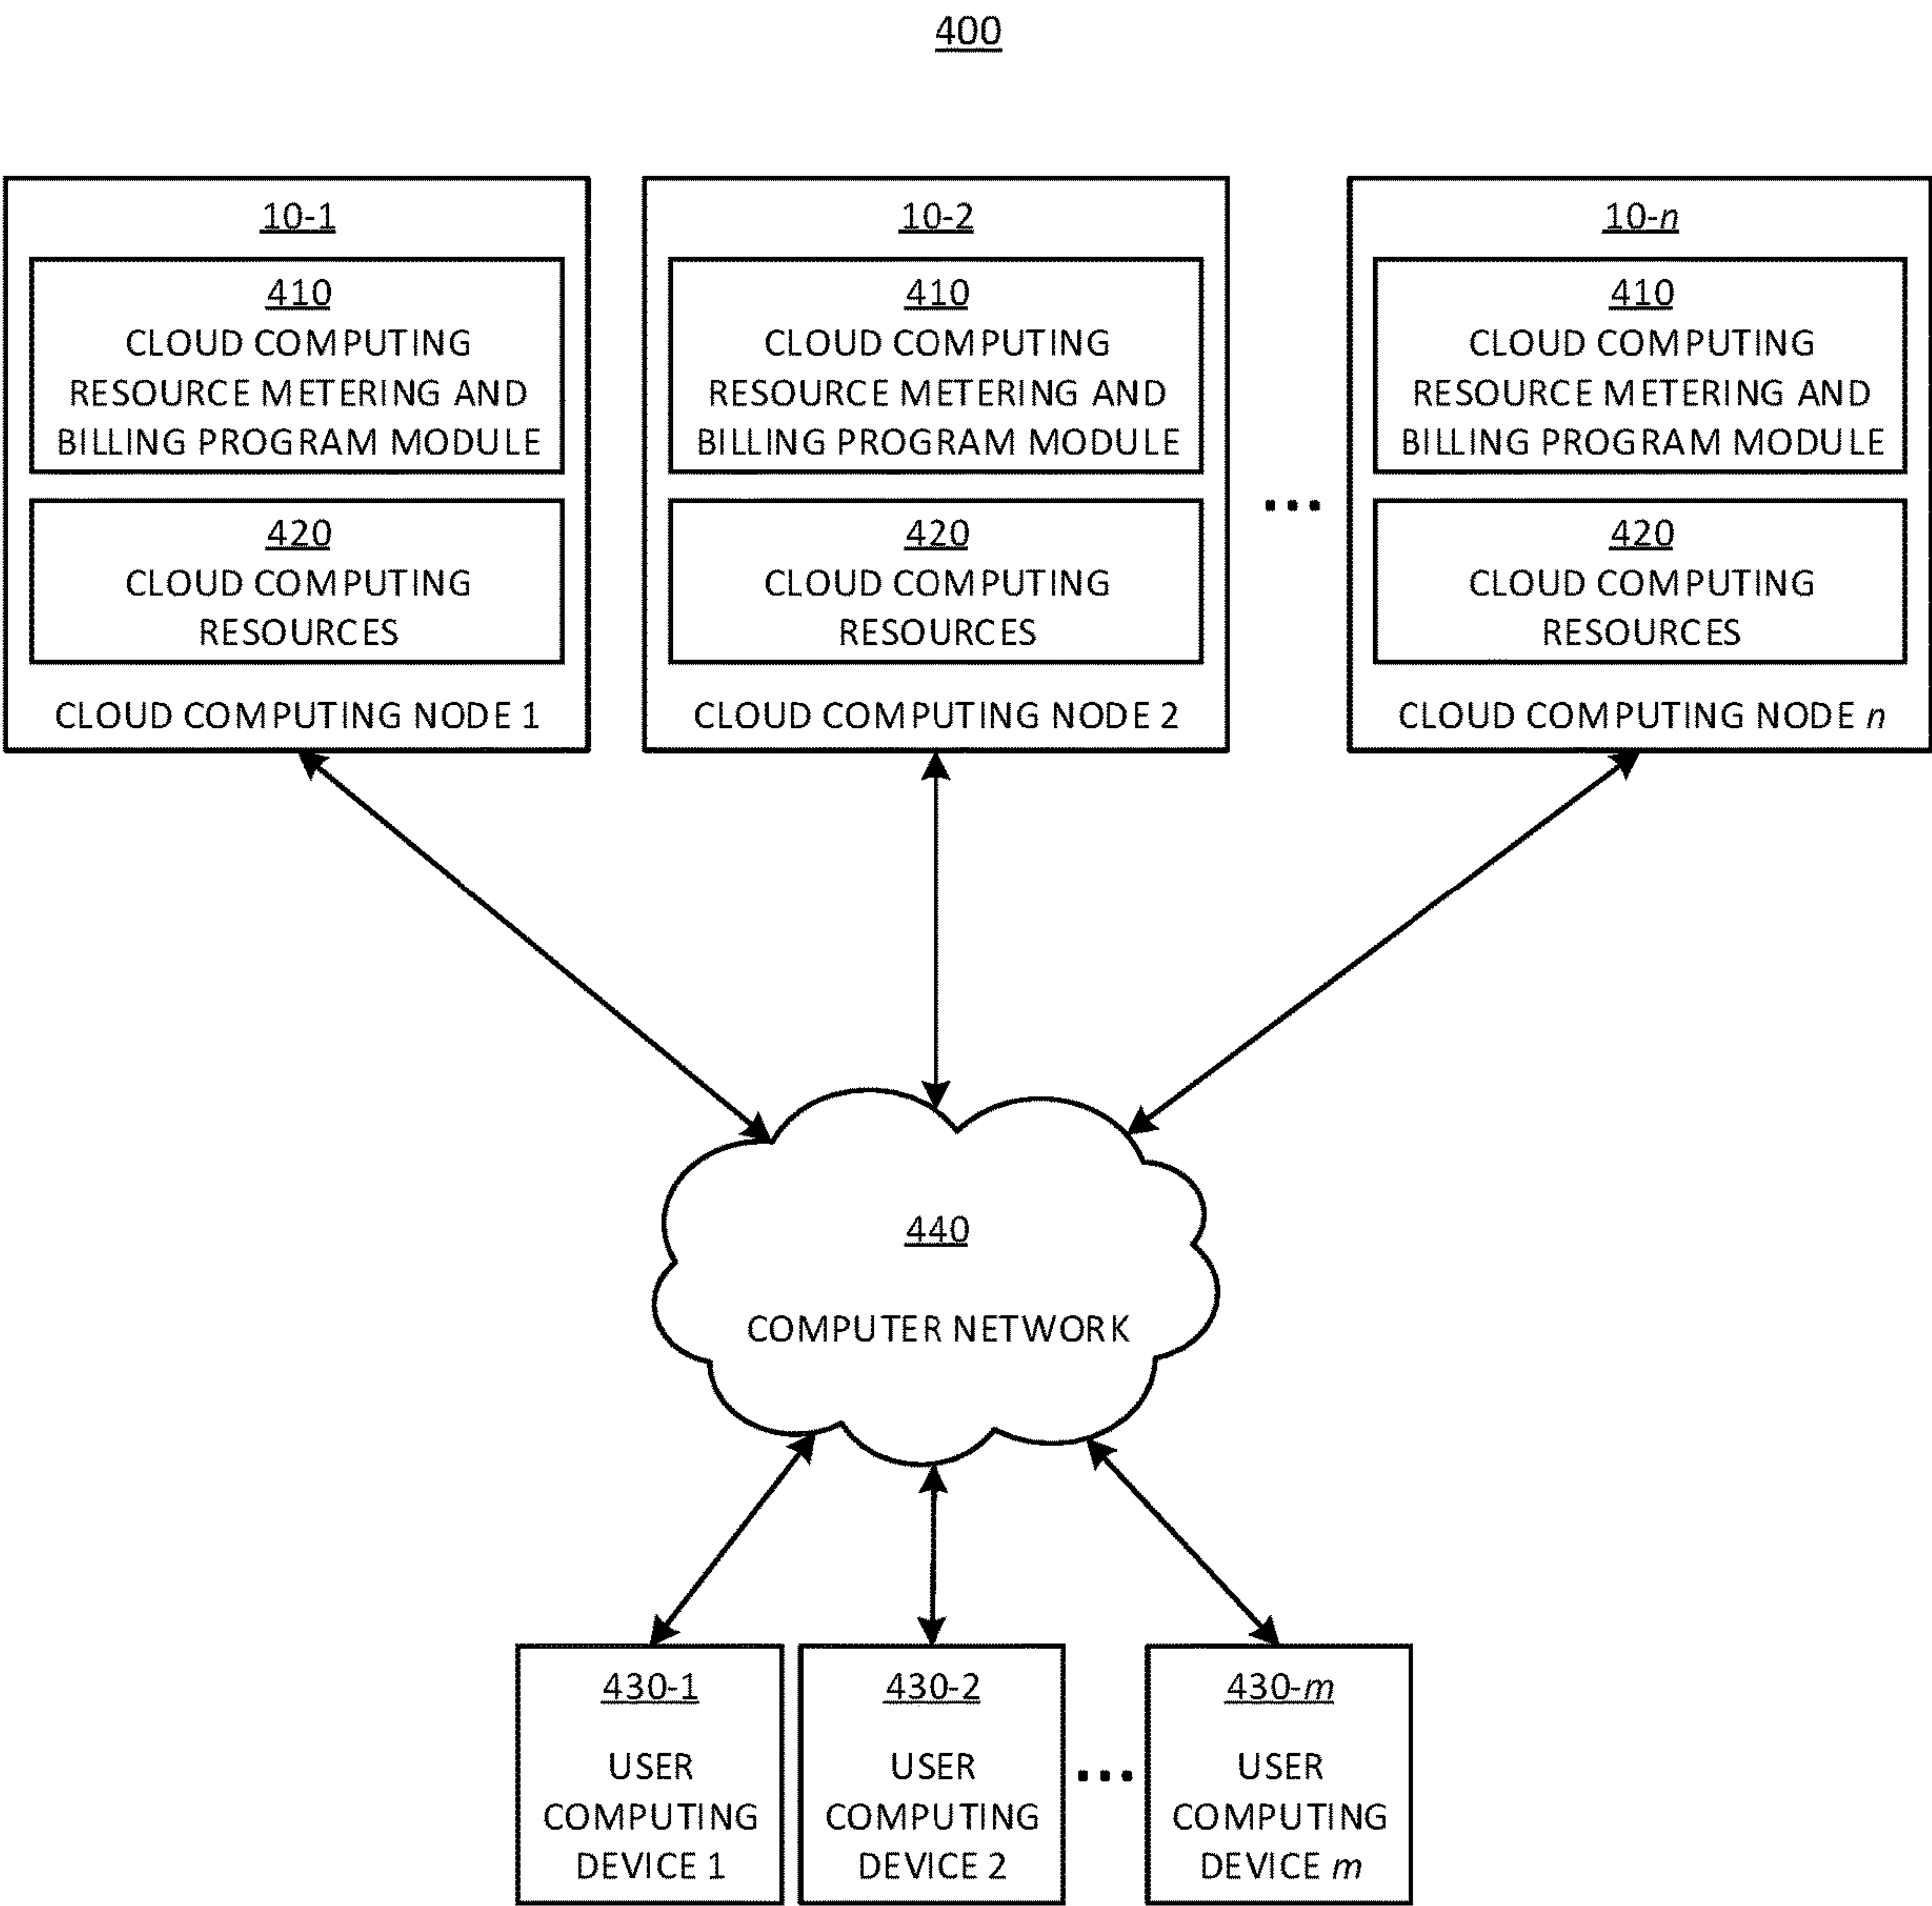 400
10-1
410
CLOUD COMPUTING
RESOURCE METERING AND
BILLING PROGRAM MODULE
420
CLOUD COMPUTING
RESOURCES
CLOUD COMPUTING NODE 1
10-2
410
CLOUD COMPUTING
RESOURCE METERING AND
BILLING PROGRAM MODULE
420
CLOUD COMPUTING
RESOURCES
CLOUD COMPUTING NODE 2
...
10-n
410
CLOUD COMPUTING
RESOURCE METERING AND
BILLING PROGRAM MODULE
420
CLOUD COMPUTING
RESOURCES
CLOUD COMPUTING NODE n
440
COMPUTER NETWORK
430-1
USER
COMPUTING
DEVICE 1
430-2
USER
COMPUTING
DEVICE 2
...
430-m
USER
COMPUTING
DEVICE m